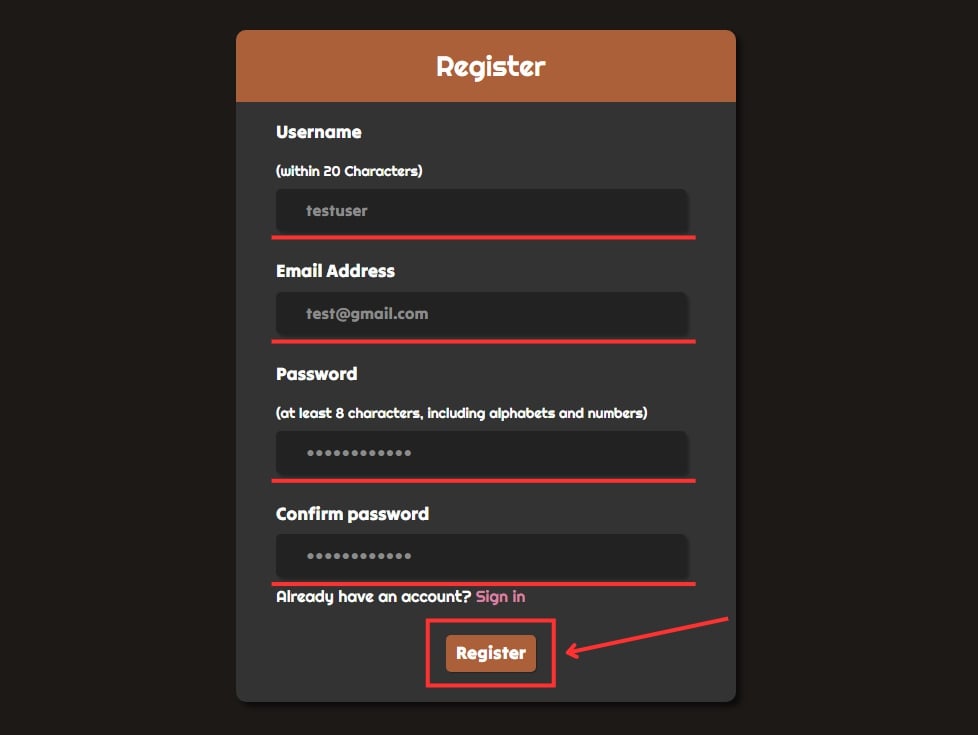 Register
Username
(within 20 Characters)
testuser
Email Address
test@gmail.com
Password
(at least 8 characters, including alphabets and numbers)
••••••••••••
Confirm password
••••••••••••
Already have an account? Sign in
Register